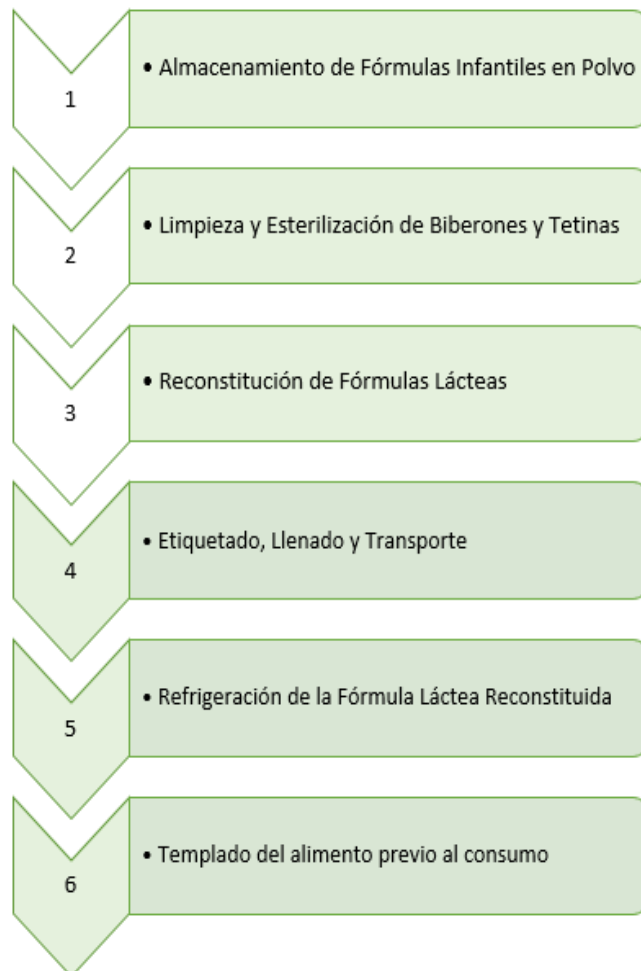 1
• Almacenamiento de Fórmulas Infantiles en Polvo
2
• Limpieza y Esterilización de Biberones y Tetinas
3
• Reconstitución de Fórmulas Lácteas
4
• Etiquetado, Llenado y Transporte
5
• Refrigeración de la Fórmula Láctea Reconstituida
6
• Templado del alimento previo al consumo